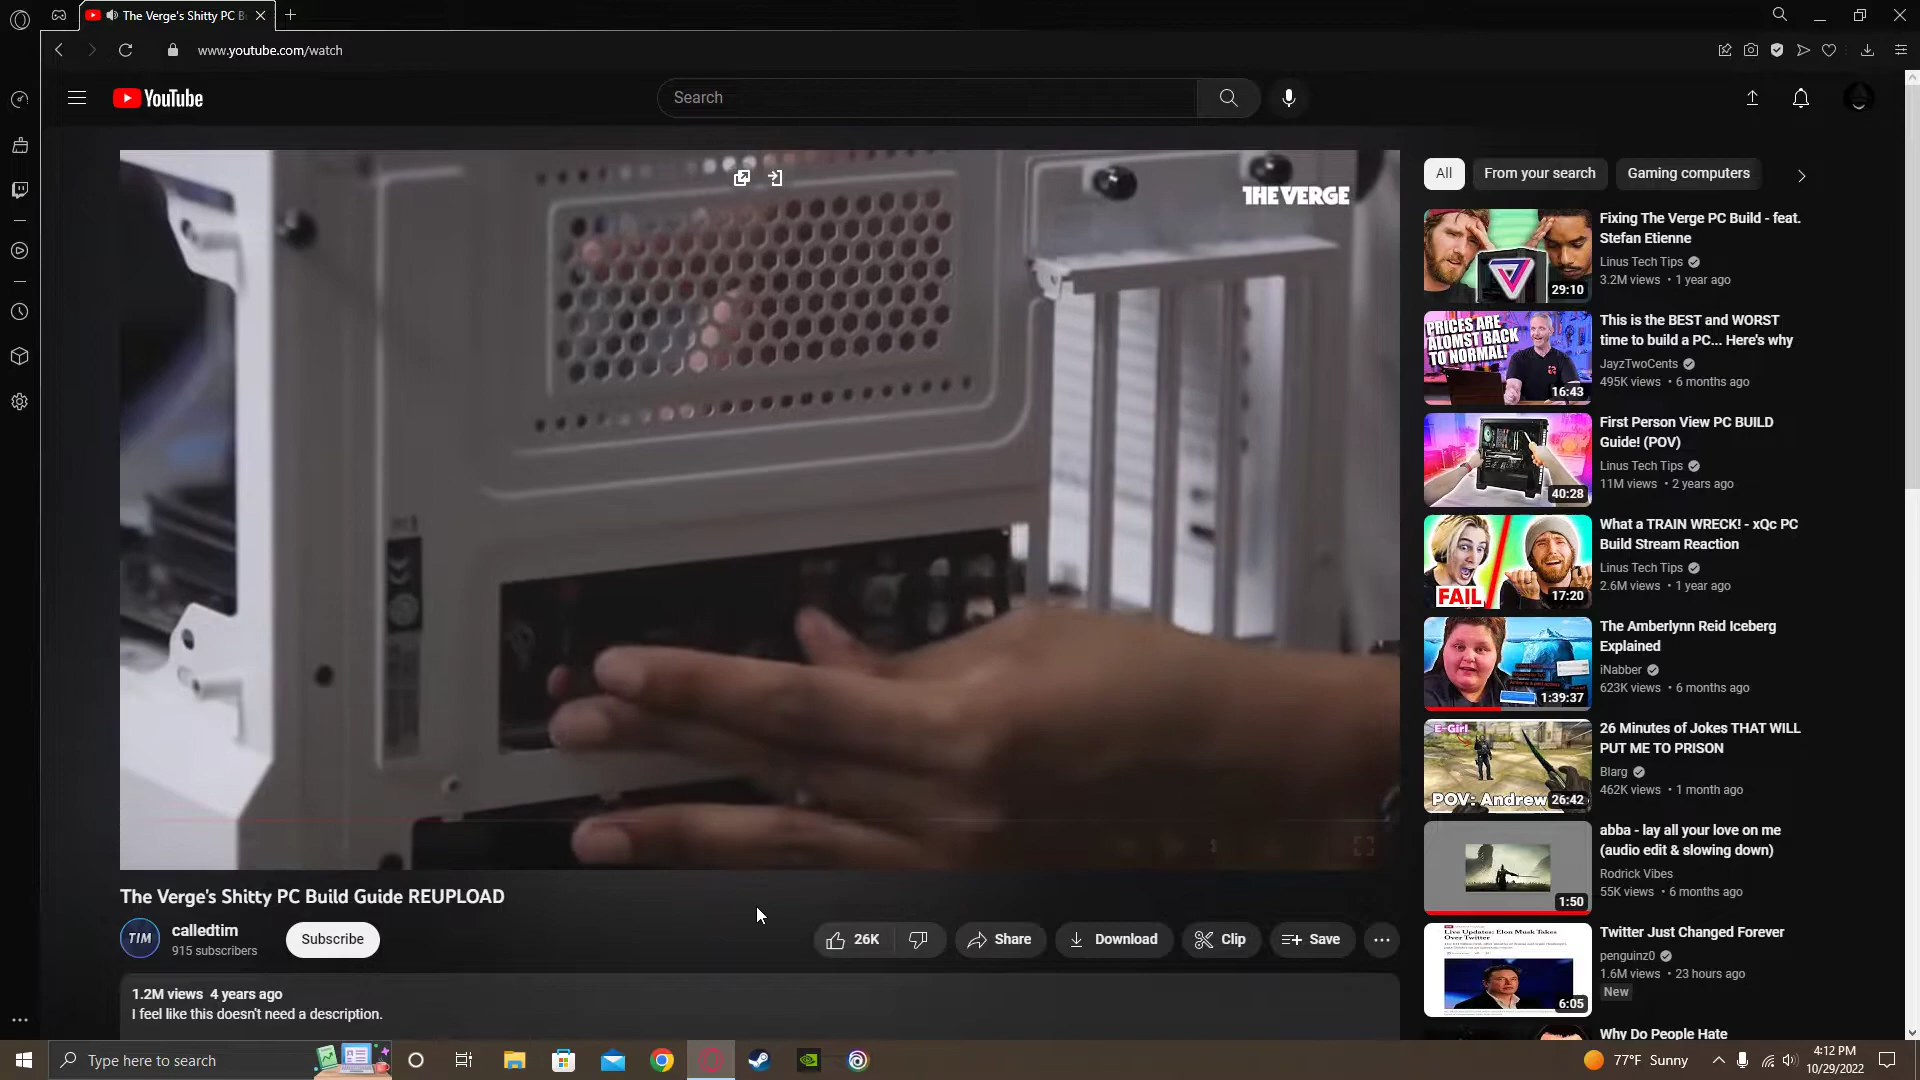 The Verge's Shitty PC B
www.youtube.com/watch
YouTube
Search
THE VERGE
All
From your search
Gaming computers
Fixing The Verge PC Build - feat.
Stefan Etienne
Linus Tech Tips
3.2M views • 1 year ago
29:10
PRICES ARE
ALOMST BACK
TO NORMAL!
16:43
This is the BEST and WORST
time to build a PC... Here's why
JayzTwoCents
495K views • 6 months ago
First Person View PC BUILD
Guide! (POV)
Linus Tech Tips
11M views • 2 years ago
40:28
What a TRAIN WRECK! - xQc PC
Build Stream Reaction
Linus Tech Tips
2.6M views • 1 year ago
FAIL
17:20
The Amberlynn Reid Iceberg
Explained
iNabber
623K views • 6 months ago
1:39:37
E-Girl
26 Minutes of Jokes THAT WILL
PUT ME TO PRISON
Blarg
462K views • 1 month ago
POV: Andrew
26:42
abba - lay all your love on me
(audio edit & slowing down)
Rodrick Vibes
55K views • 6 months ago
1:50
Live Updates: Elon Musk Takes
Over Twitter
6:05
Twitter Just Changed Forever
penguinz0
1.6M views • 23 hours ago
New
Why Do People Hate
The Verge's Shitty PC Build Guide REUPLOAD
TIM
calledtim
915 subscribers
Subscribe
26K
Share
Download
Clip
Save
1.2M views 4 years ago
I feel like this doesn't need a description.
Type here to search
77°F Sunny
4:12 PM
10/29/2022